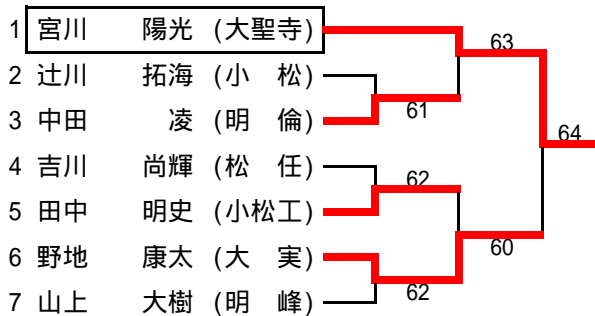 1 宮川 陽光 (大聖寺)
63
2 辻川 拓海 (小 松)
61
3 中田 凌 (明 倫)
64
4 吉川 尚輝 (松 任)
62
5 田中 明史 (小松工)
60
6 野地 康太 (大 実)
62
7 山上 大樹 (明 峰)